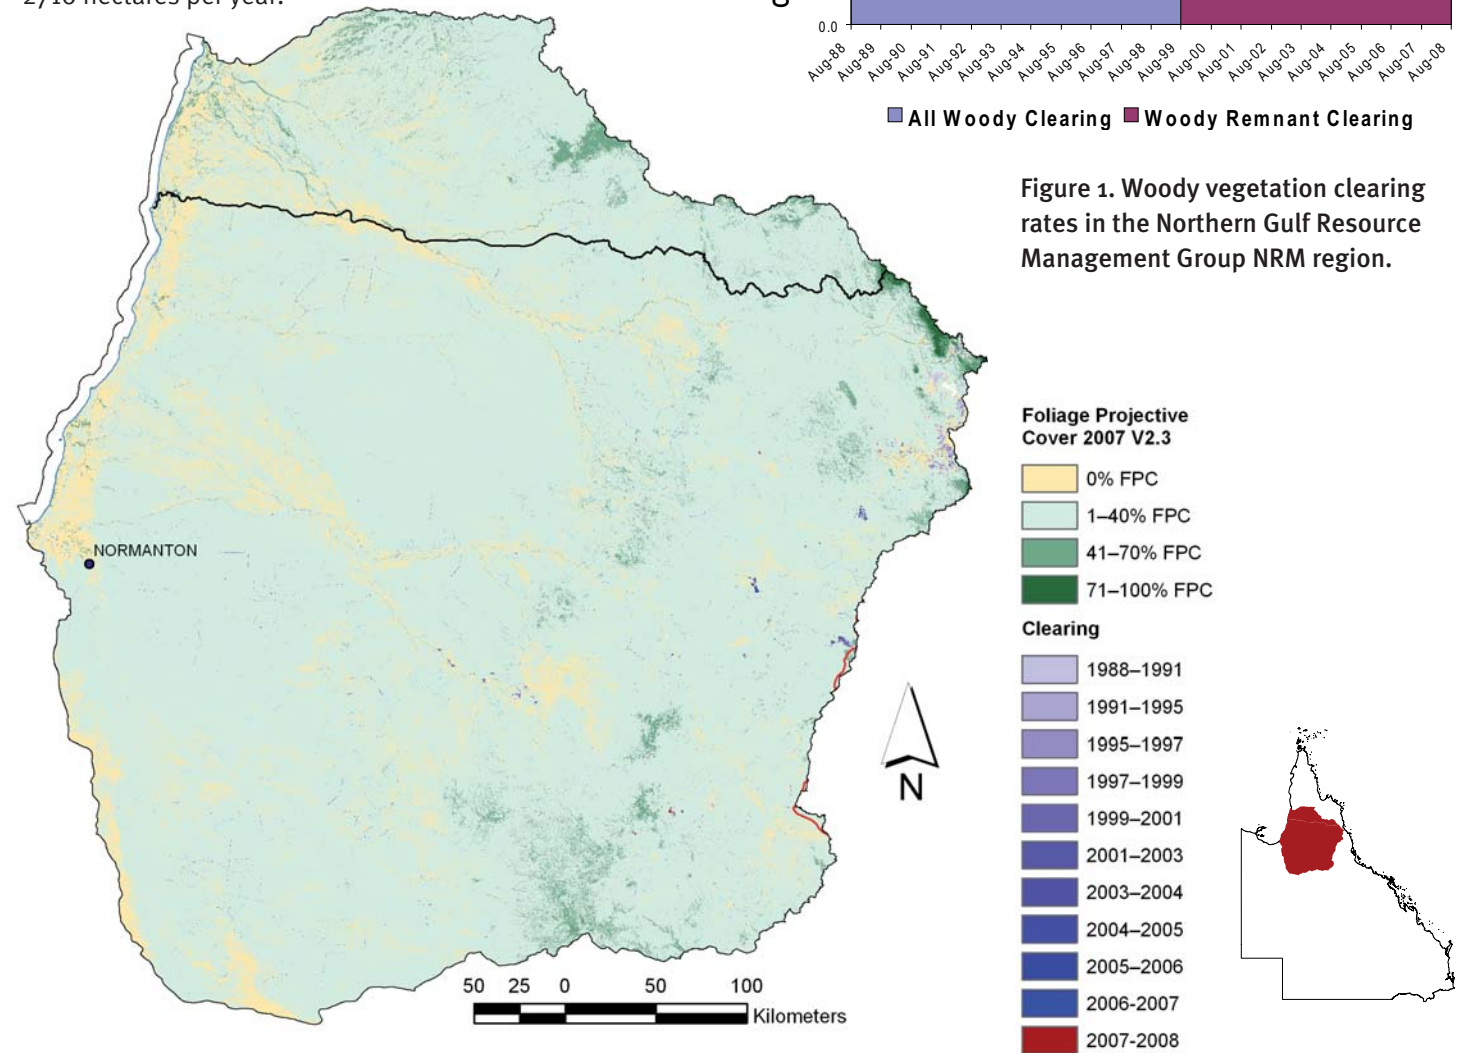 hectares per year.
0.0
Aug-88 Aug-89 Aug-90 Aug-91 Aug-92 Aug-93 Aug-94 Aug-95 Aug-96 Aug-97 Aug-98 Aug-99 Aug-00 Aug-01 Aug-02 Aug-03 Aug-04 Aug-05 Aug-06 Aug-07 Aug-08
All Woody Clearing Woody Remnant Clearing
Figure 1. Woody vegetation clearing
rates in the Northern Gulf Resource
Management Group NRM region.
NORMANTON
Foliage Projective
Cover 2007 V2.3
0% FPC
1–40% FPC
41–70% FPC
71–100% FPC
Clearing
1988–1991
1991–1995
1995–1997
1997–1999
1999–2001
2001–2003
2003–2004
2004–2005
2005–2006
2006-2007
2007-2008
N
50 25 0 50 100
Kilometers